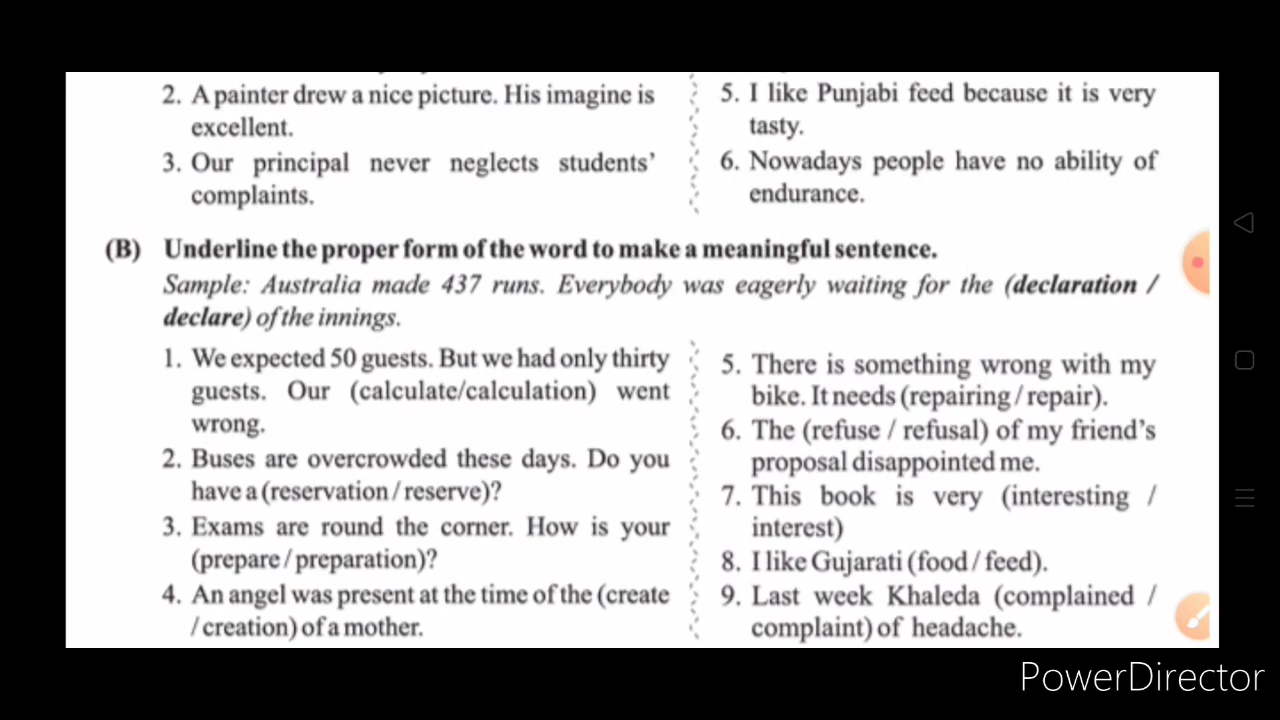 2. A painter drew a nice picture. His imagine is
excellent.
3. Our principal never neglects students'
complaints.
5. I like Punjabi feed because it is very
tasty.
6. Nowadays people have no ability of
endurance.
(B) Underline the proper form of the word to make a meaningful sentence.
Sample: Australia made 437 runs. Everybody was eagerly waiting for the (declaration /
declare) of the innings.
1. We expected 50 guests. But we had only thirty
guests. Our (calculate/calculation) went
wrong.
2. Buses are overcrowded these days. Do you
have a (reservation / reserve)?
3. Exams are round the corner. How is your
(prepare / preparation)?
4. An angel was present at the time of the (create
/ creation) of a mother.
5. There is something wrong with my
bike. It needs (repairing / repair).
6. The (refuse / refusal) of my friend's
proposal disappointed me.
7. This book is very (interesting /
interest)
8. I like Gujarati (food / feed).
9. Last week Khaleda (complained /
complaint) of headache.
PowerDirector